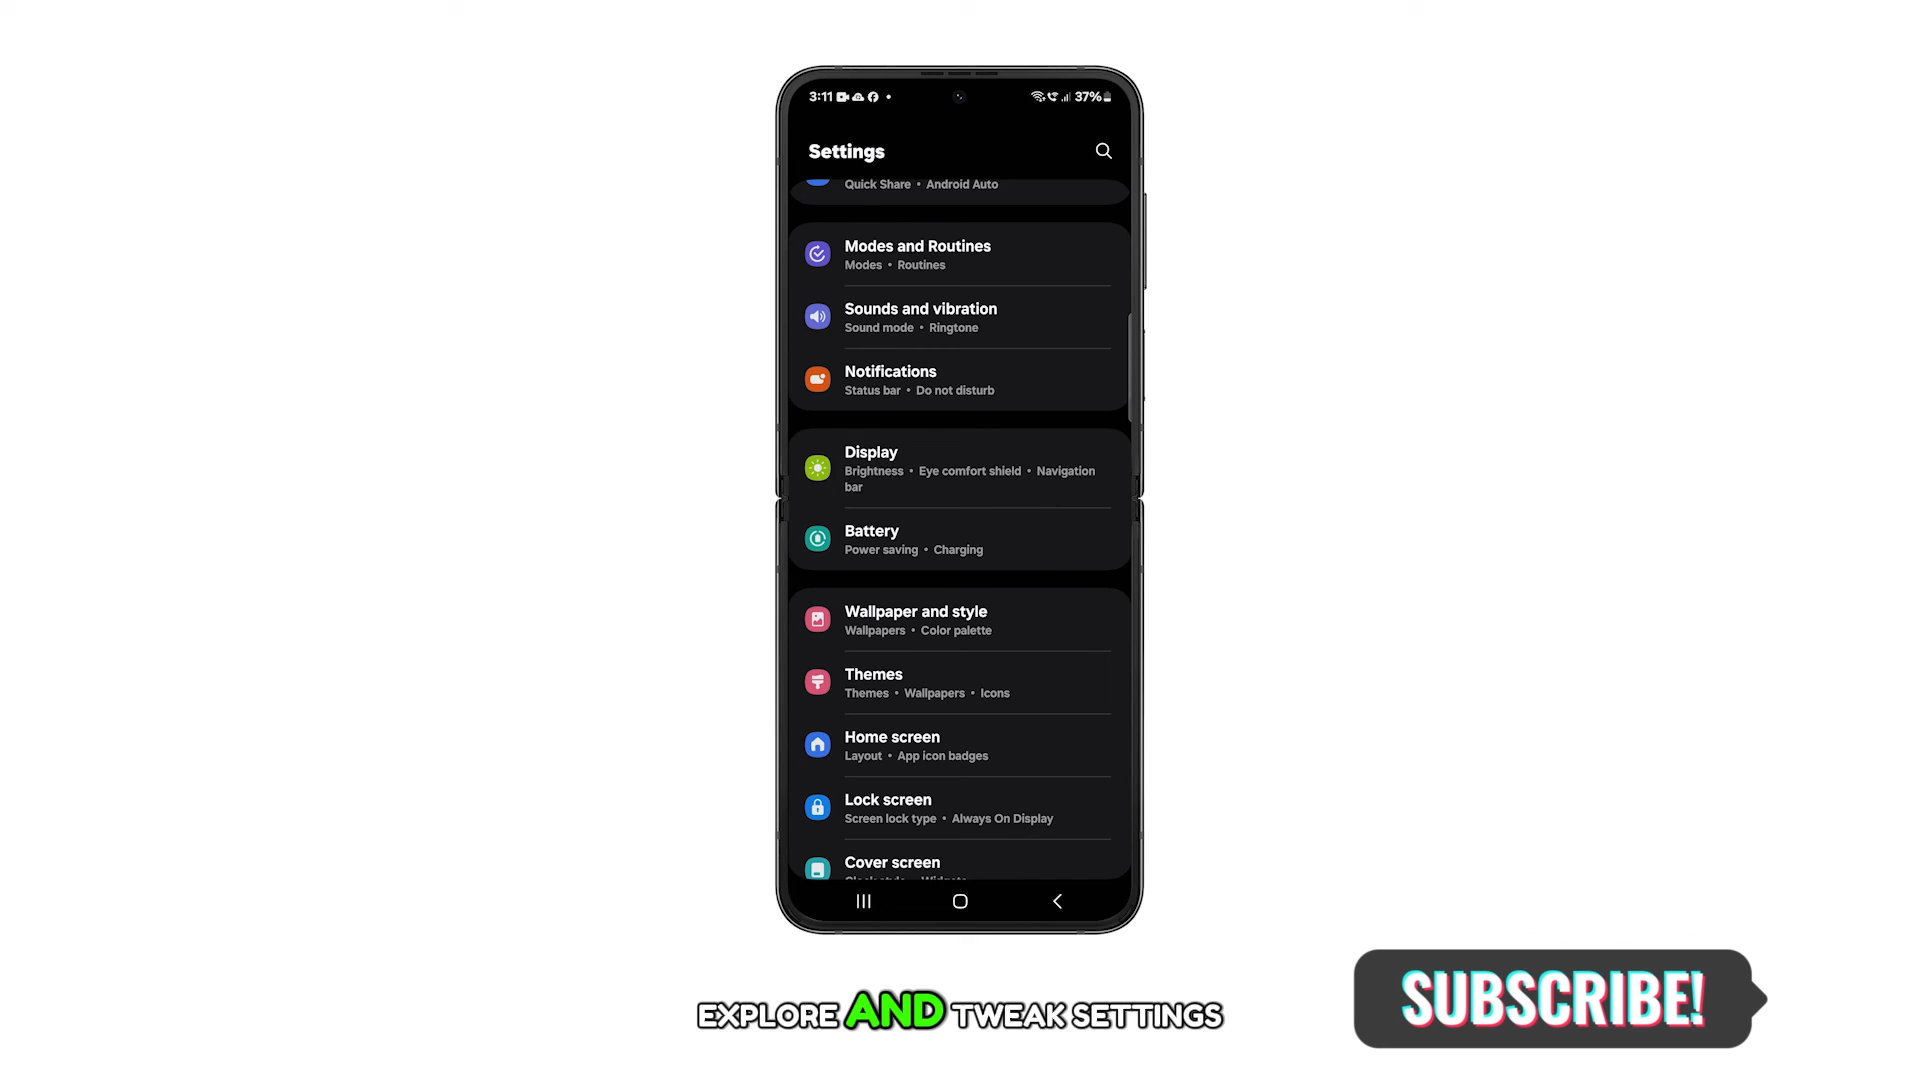 3:11
37%
Settings
Quick Share • Android Auto
Modes and Routines
Modes • Routines
Sounds and vibration
Sound mode • Ringtone
Notifications
Status bar • Do not disturb
Display
Brightness • Eye comfort shield • Navigation
bar
Battery
Power saving • Charging
Wallpaper and style
Wallpapers • Color palette
Themes
Themes • Wallpapers • Icons
Home screen
Layout • App icon badges
Lock screen
Screen lock type • Always On Display
Cover screen
EXPLORE AND TWEAK SETTINGS
SUBSCRIBE!